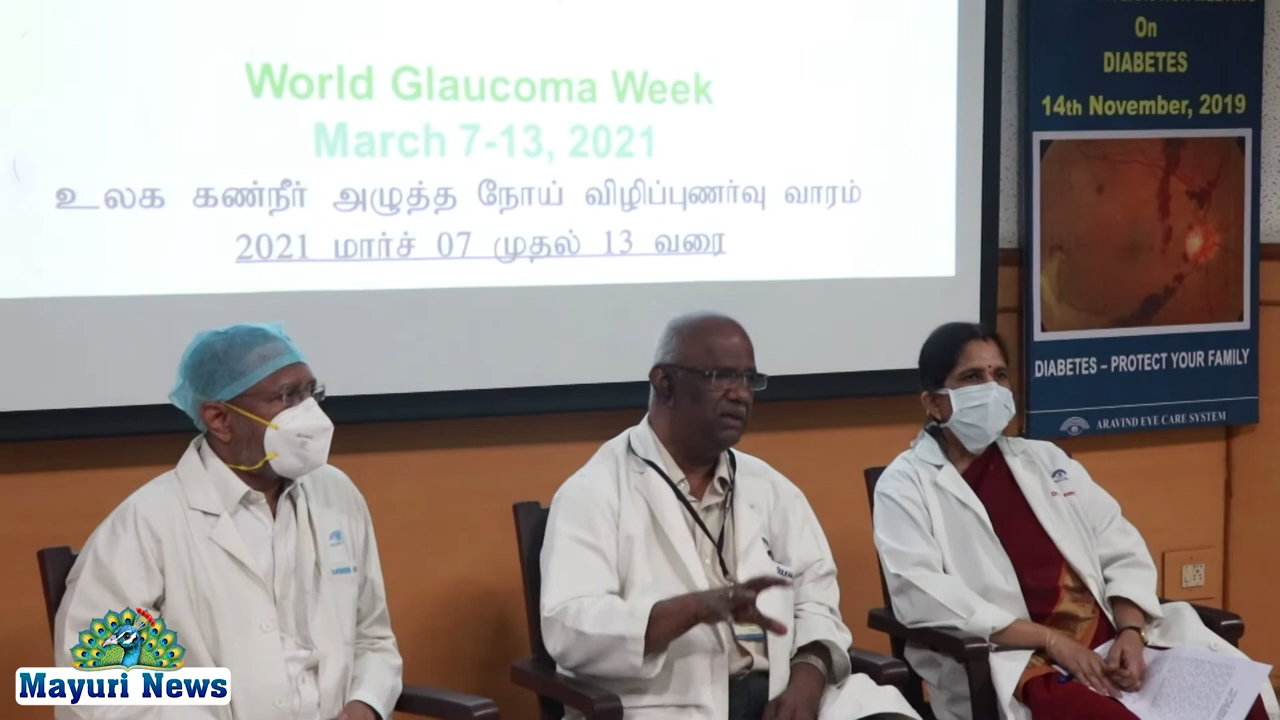 World Glaucoma Week
March 7-13, 2021
உலக கண்நீர் அழுத்த நோய் விழிப்புணர்வு வாரம்
2021 மார்ச் 07 முதல் 13 வரை
On
DIABETES
14th November, 2019
DIABETES – PROTECT YOUR FAMILY
ARAVIND EYE CARE SYSTEM
Mayuri News